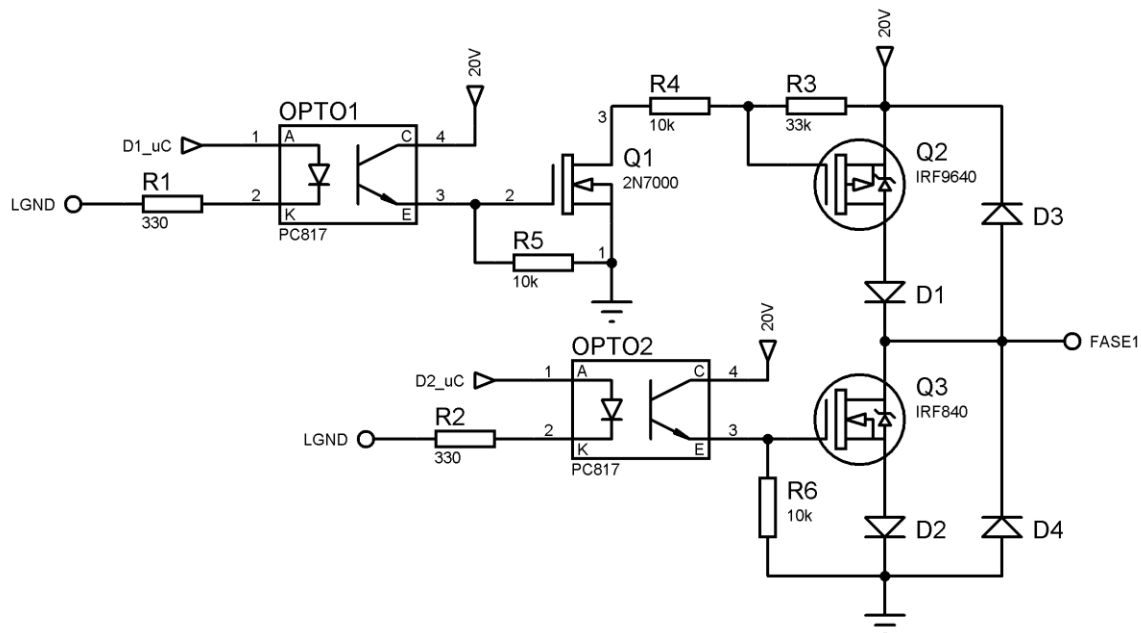 20V
20V
R4
10k
R3
33k
OPTO1
D1_uC
1
A
C
4
3
Q1
2N7000
Q2
IRF9640
R1
330
LGND
2
K
E
3
2
PC817
R5
10k
1
D3
D1
20V
FASE1
OPTO2
D2_uC
1
A
C
4
Q3
IRF840
R2
330
LGND
2
K
E
3
PC817
R6
10k
D2
D4